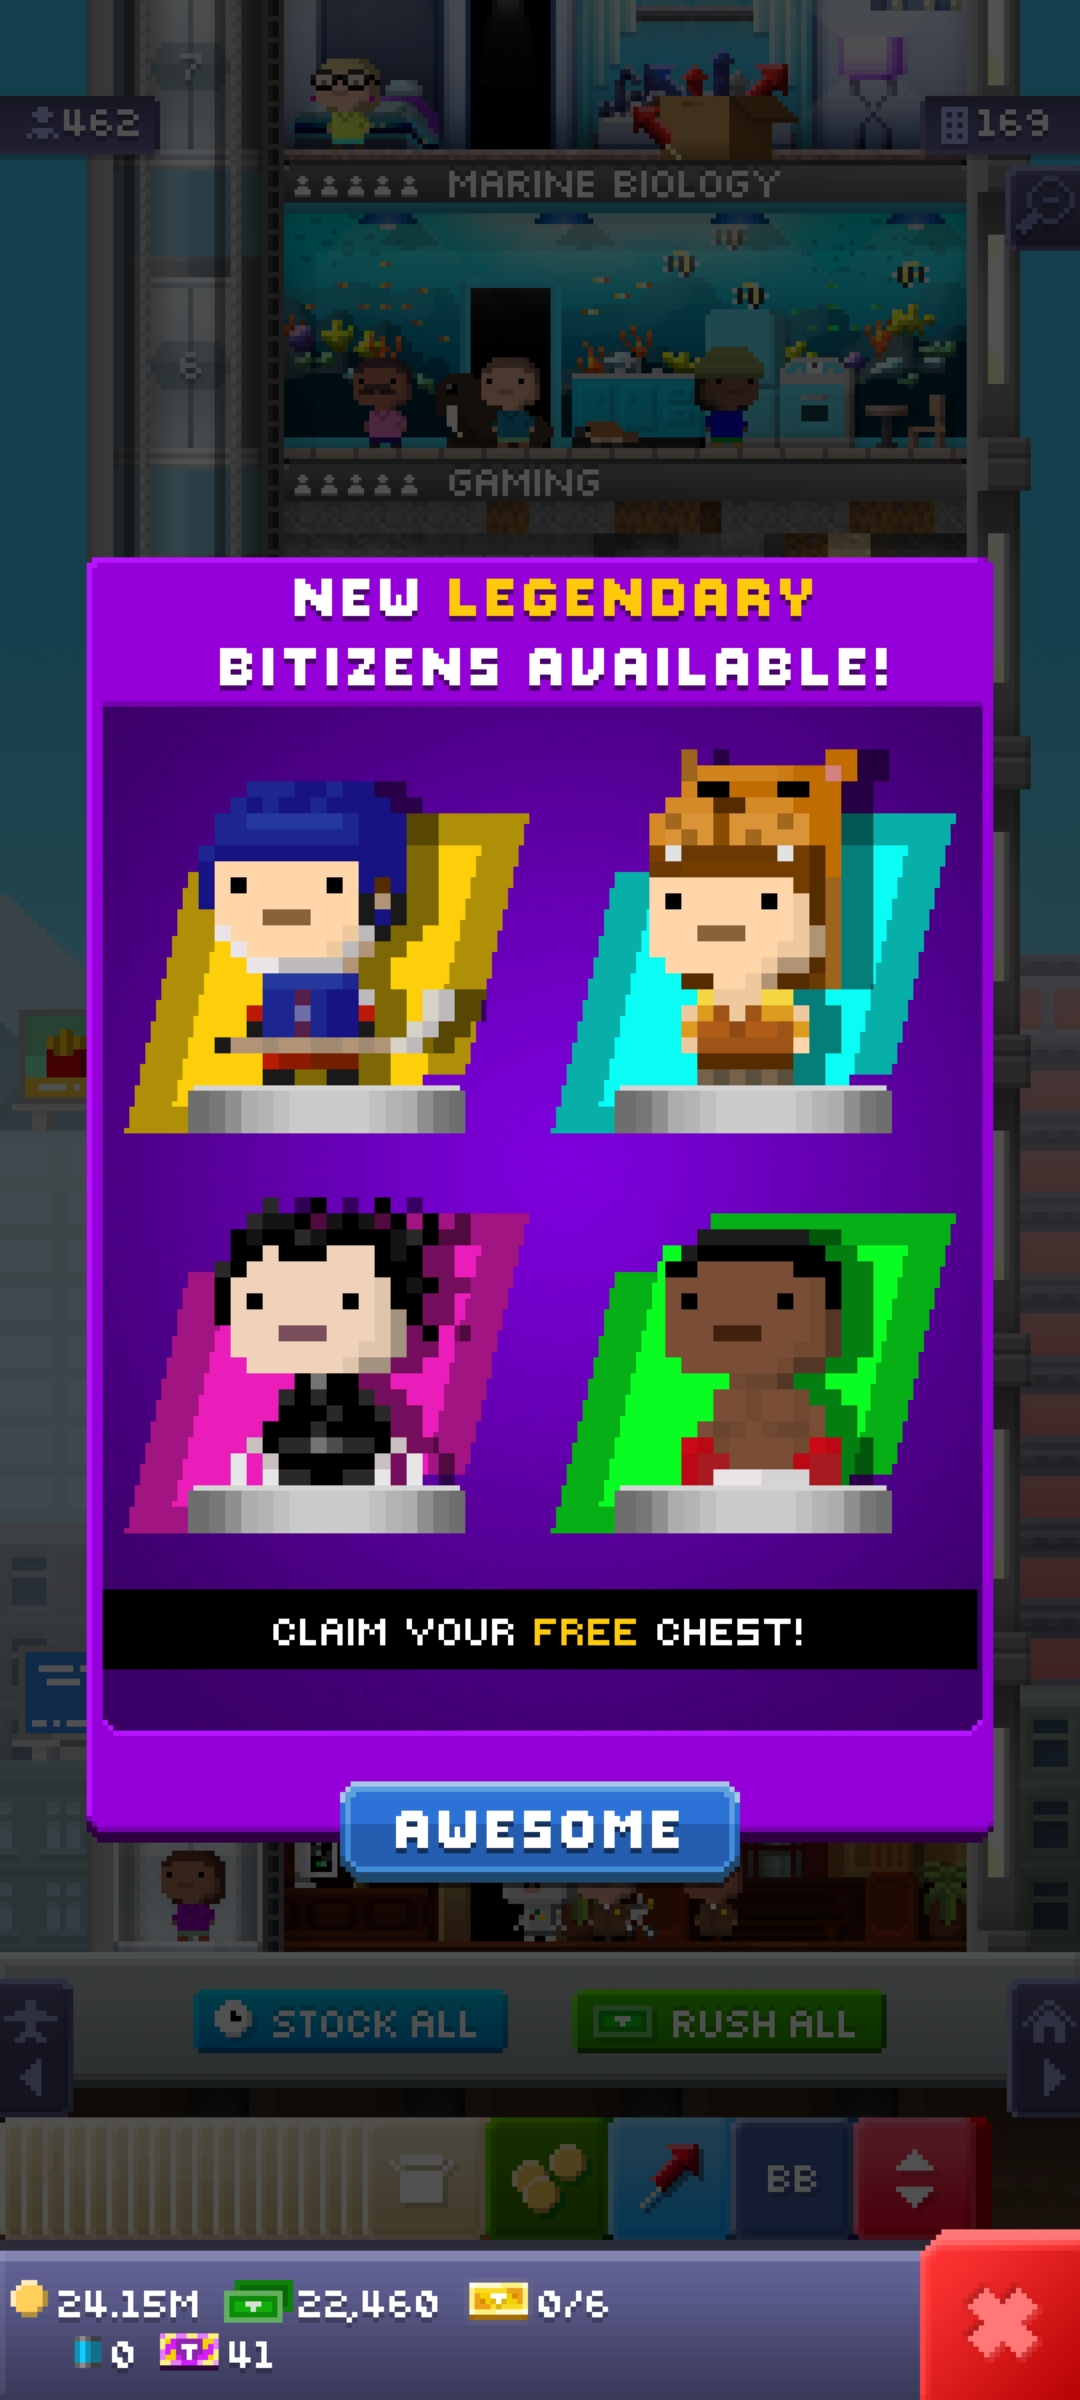 7
462
169
MARINE BIOLOGY
6
GAMING
NEW LEGENDARY
BITIZENS AVAILABLE!
CLAIM YOUR FREE CHEST!
AWESOME
STOCK ALL
RUSH ALL
BB
24.15M 22,460 0/6
0 41